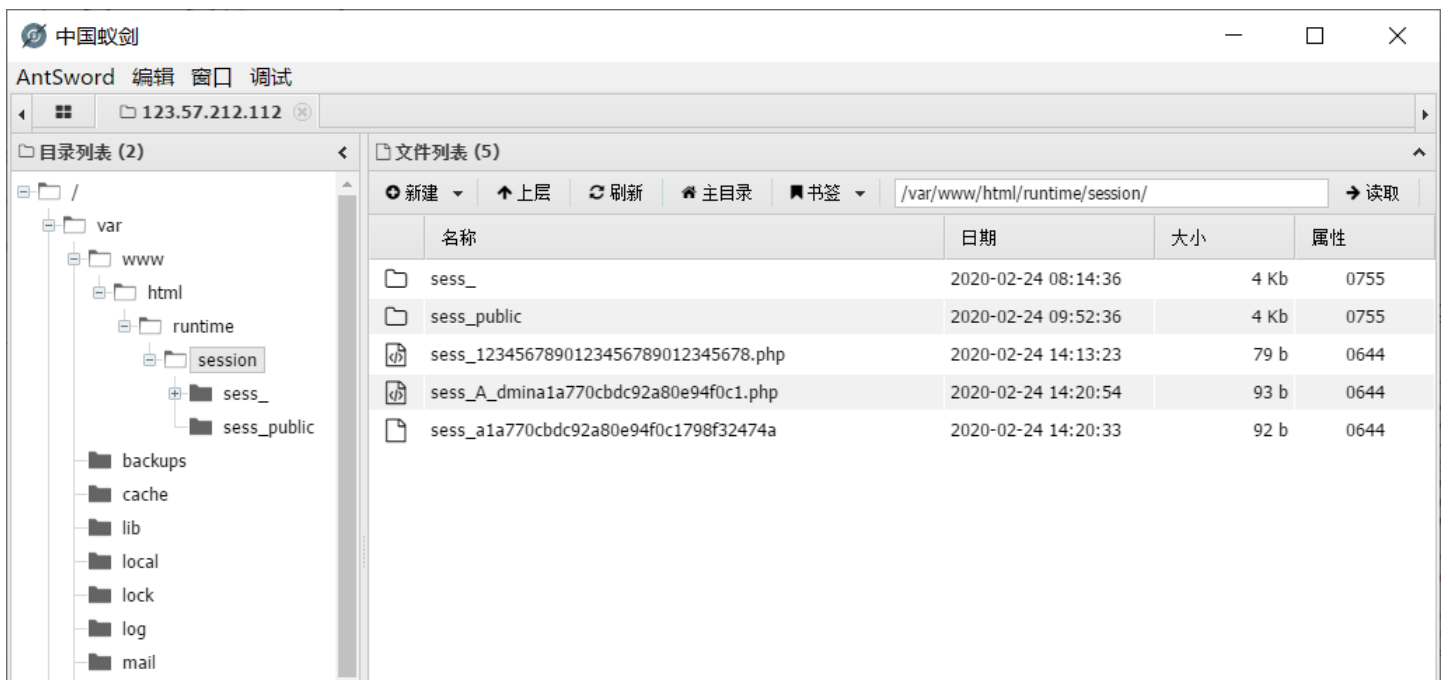 中国蚁剑
AntSword 编辑 窗口 调试
123.57.212.112
目录列表 (2)
/
var
www
html
runtime
session
sess_
sess_public
backups
cache
lib
local
lock
log
mail
文件列表 (5)
新建 上层 刷新 主目录 书签 /var/www/html/runtime/session/ 读取
名称 日期 大小 属性
sess_ 2020-02-24 08:14:36 4 Kb 0755
sess_public 2020-02-24 09:52:36 4 Kb 0755
sess_1234567890123456789012345678.php 2020-02-24 14:13:23 79 b 0644
sess_A_dmina1a770cbdc92a80e94f0c1.php 2020-02-24 14:20:54 93 b 0644
sess_a1a770cbdc92a80e94f0c1798f32474a 2020-02-24 14:20:33 92 b 0644